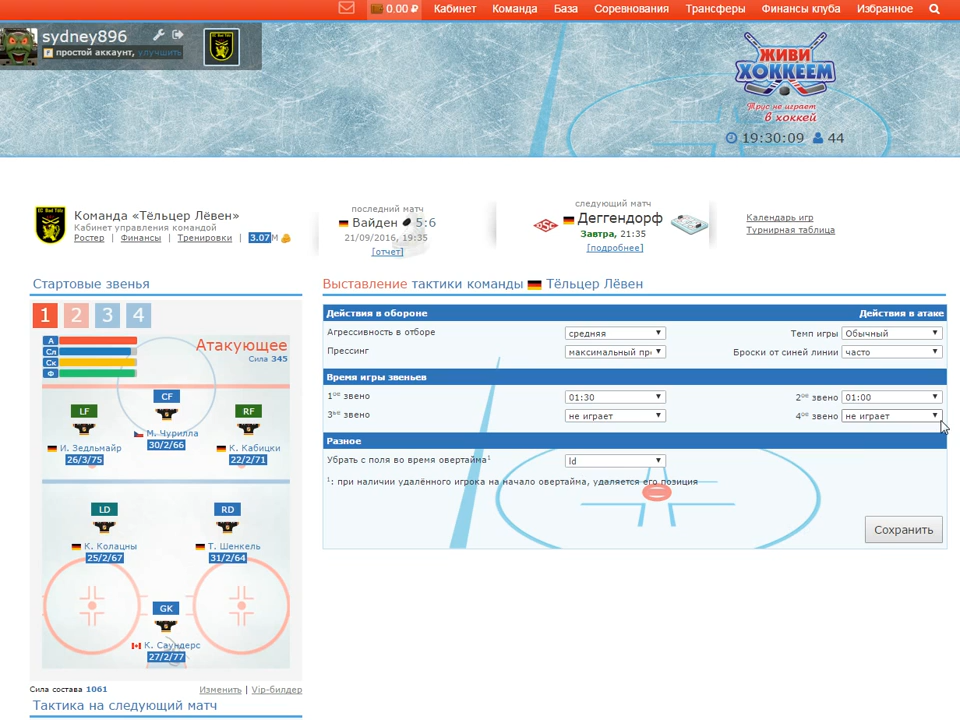 0.00 ₽ Кабинет Команда База Соревнования Трансферы Финансы клуба Избранное
sydney896
простой аккаунт, улучшить
ЖИВИ
ХОККЕЕМ
Трус не играет
в хоккей
19:30:09 44
Команда «Тёльцер Лёвен»
Кабинет управления командой
Ростер | Финансы | Тренировки | 3.07М
последний матч
Вайден 5:6
21/09/2016, 19:35
[отчет]
следующий матч
Деггендорф
Завтра, 21:35
[подробнее]
Календарь игр
Турнирная таблица
Стартовые звенья
1 2 3 4
А
Сл
Ск
Ф
Атакующее
Сила 345
CF
LF
RF
М. Чурилла
30/2/66
И. Зедльмайр
26/3/75
К. Кабицки
22/2/71
LD
RD
К. Колацны
25/2/67
Т. Шенкель
31/2/64
GK
К. Саундерс
27/2/77
Сила состава 1061 Изменить | Vip-билдер
Тактика на следующий матч
Выставление тактики команды Тёльцер Лёвен
Действия в обороне Действия в атаке
Агрессивность в отборе средняя Темп игры Обычный
Прессинг максимальный пр Броски от синей линии часто
Время игры звеньев
1ое звено 01:30 2ое звено 01:00
3ье звено не играет 4ое звено не играет
Разное
Убрать с поля во время овертайма1 ld
1: при наличии удалённого игрока на начало овертайма, удаляется его позиция
Сохранить